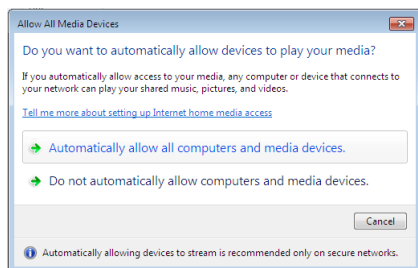 Allow All Media Devices
Do you want to automatically allow devices to play your media?
If you automatically allow access to your media, any computer or device that connects to
your network can play your shared music, pictures, and videos.
Tell me more about setting up Internet home media access
Automatically allow all computers and media devices.
Do not automatically allow computers and media devices.
Cancel
Automatically allowing devices to stream is recommended only on secure networks.